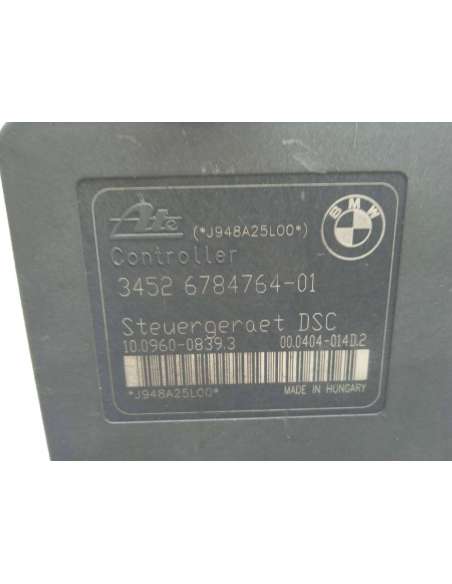 Ate (*J948A25L00*)
BMW
Controller
3452 6784764-01
Steuergeraet DSC
10.0960-0839.3 00.0404-014D.2
*J948A25L00* MADE IN HUNGARY